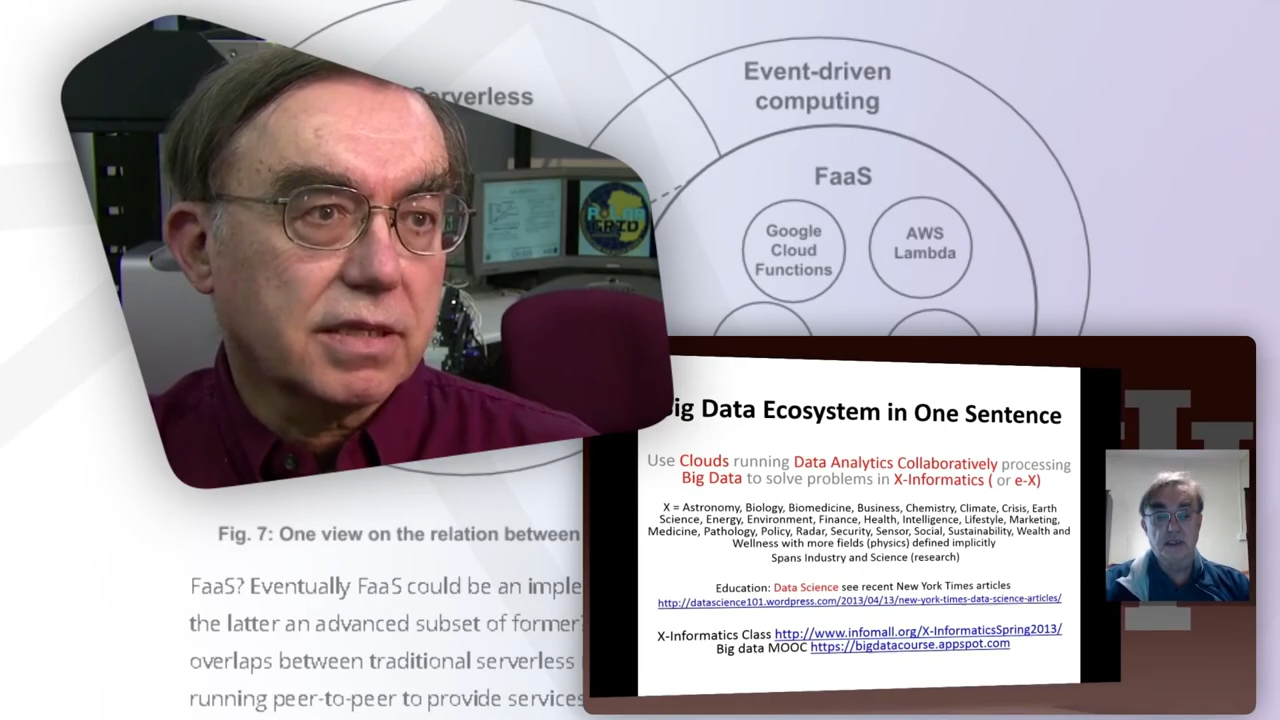 Serverless
Event-driven
computing
FaaS
Google
Cloud
Functions
AWS
Lambda
POLAR
GRID
Fig. 7: One view on the relation between
FaaS? Eventually FaaS could be an imple
the latter an advanced subset of former?
overlaps between traditional serverless
running peer-to-peer to provide services
Big Data Ecosystem in One Sentence
Use Clouds running Data Analytics Collaboratively processing
Big Data to solve problems in X-Informatics ( or e-X)
X = Astronomy, Biology, Biomedicine, Business, Chemistry, Climate, Crisis, Earth
Science, Energy, Environment, Finance, Health, Intelligence, Lifestyle, Marketing,
Medicine, Pathology, Policy, Radar, Security, Sensor, Social, Sustainability, Wealth and
Wellness with more fields (physics) defined implicitly
Spans Industry and Science (research)
Education: Data Science see recent New York Times articles
http://datascience101.wordpress.com/2013/04/13/new-york-times-data-science-articles/
X-Informatics Class http://www.infomall.org/X-InformaticsSpring2013/
Big data MOOC https://bigdatacourse.appspot.com